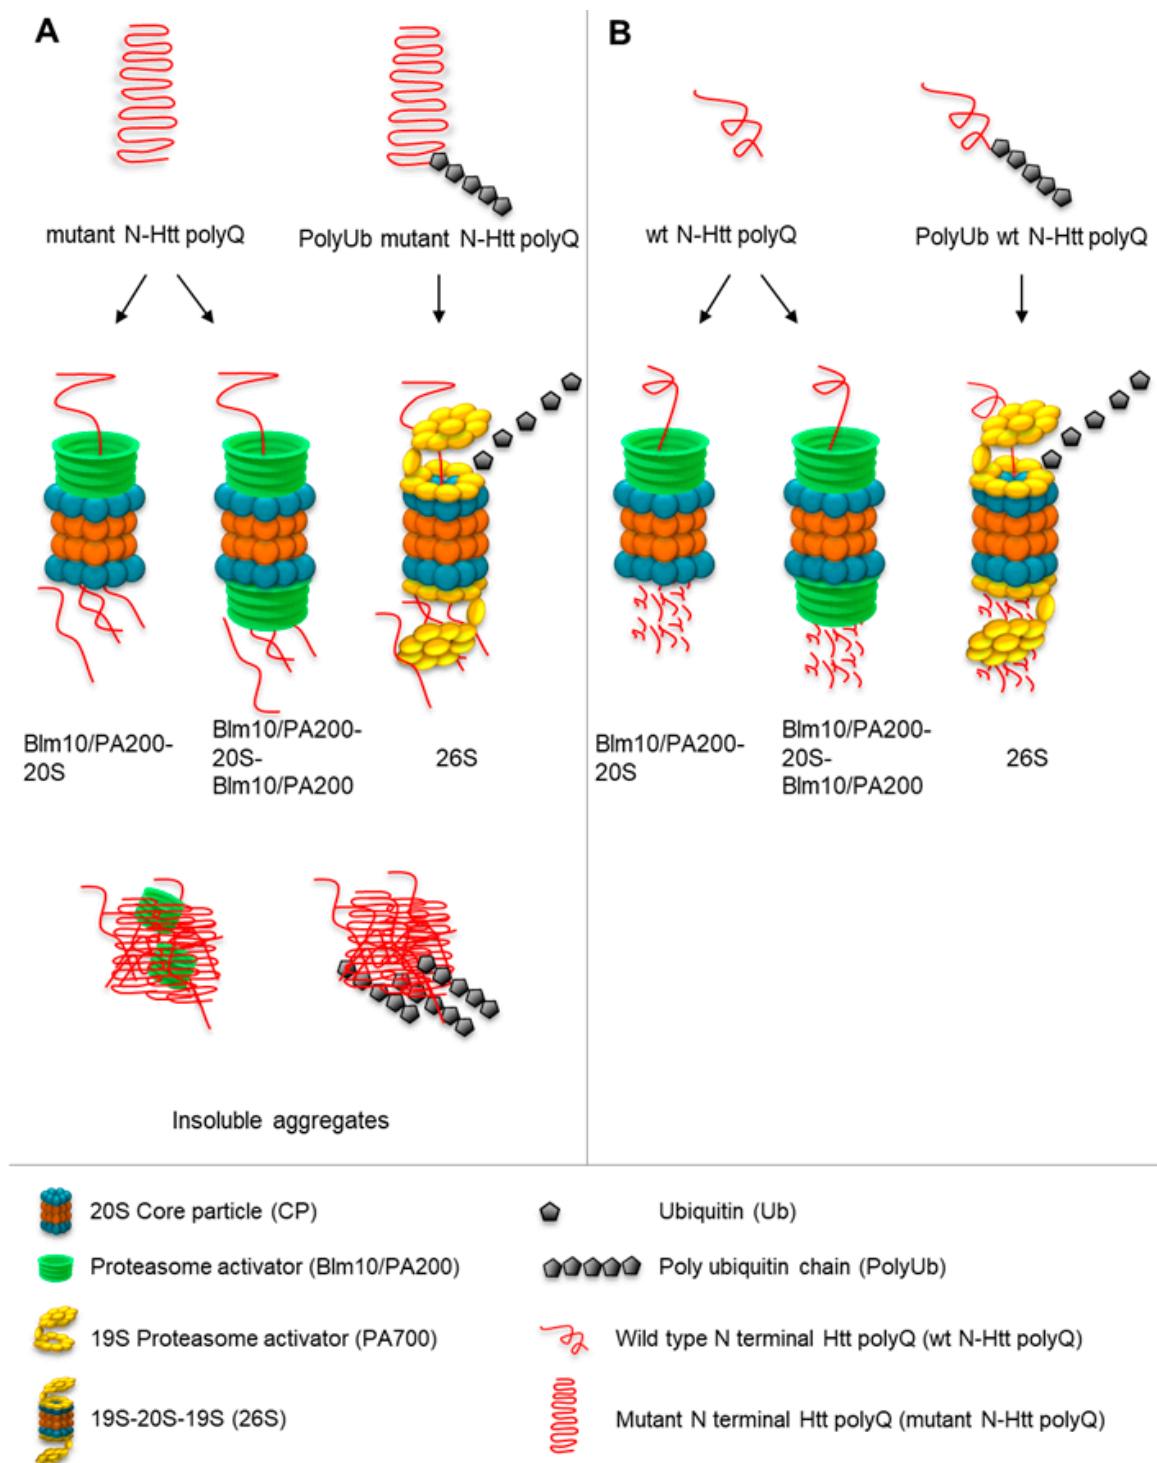 A
B
mutant N-Htt polyQ
PolyUb mutant N-Htt polyQ
wt N-Htt polyQ
PolyUb wt N-Htt polyQ
Blm10/PA200-
20S
Blm10/PA200-
20S-
Blm10/PA200
26S
Blm10/PA200-
20S
Blm10/PA200-
20S-
Blm10/PA200
26S
Insoluble aggregates
20S Core particle (CP)
Ubiquitin (Ub)
Proteasome activator (Blm10/PA200)
Poly ubiquitin chain (PolyUb)
19S Proteasome activator (PA700)
Wild type N terminal Htt polyQ (wt N-Htt polyQ)
19S-20S-19S (26S)
Mutant N terminal Htt polyQ (mutant N-Htt polyQ)